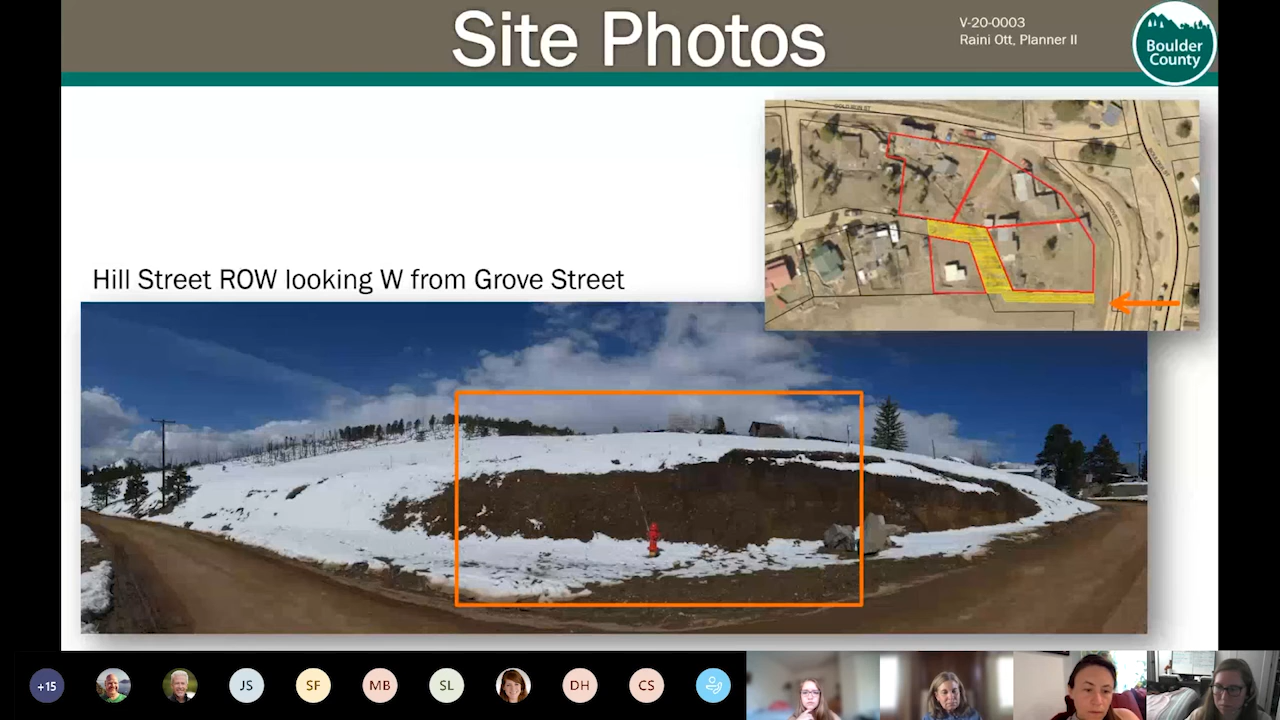 Site Photos
V-20-0003
Raini Ott, Planner II
Boulder
County
Hill Street ROW looking W from Grove Street
+15
JS
SF
MB
SL
DH
CS